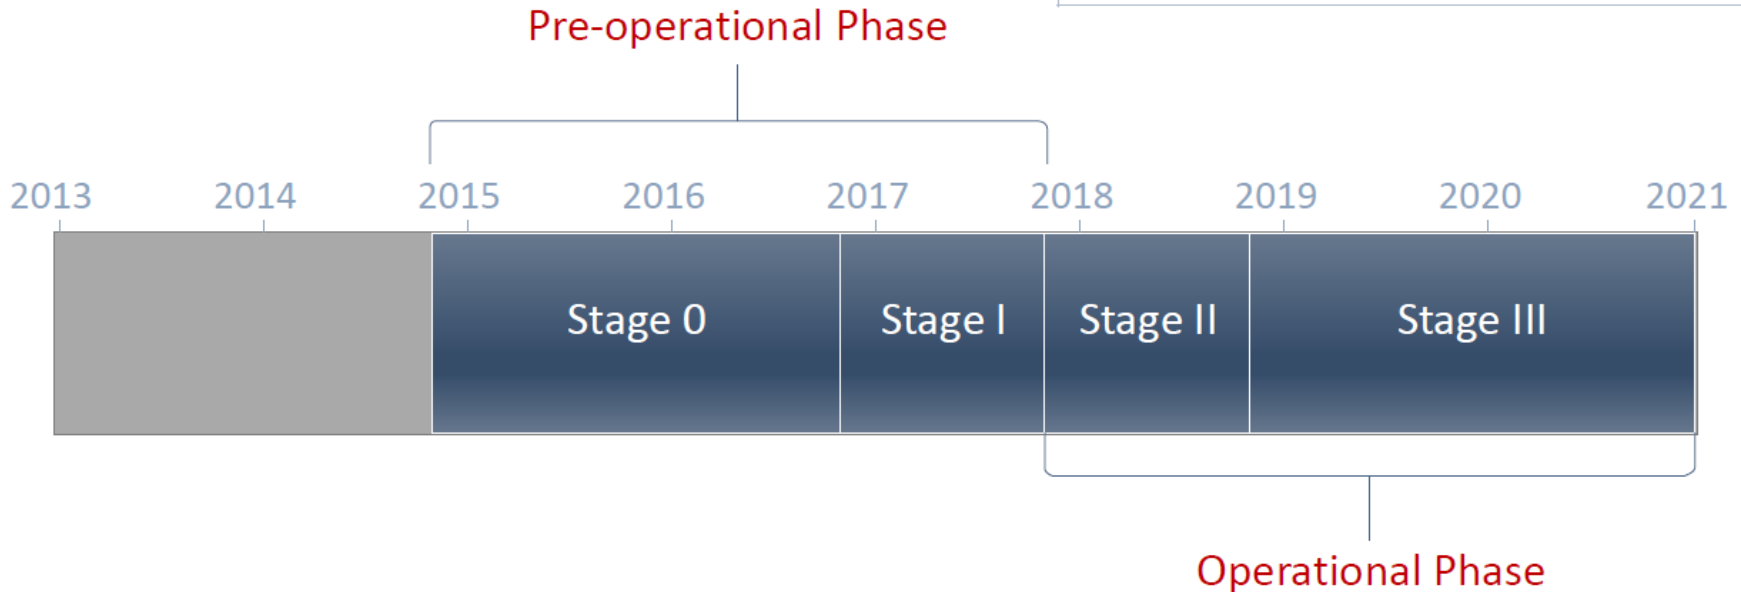 Pre-operational Phase
2013 2014 2015 2016 2017 2018 2019 2020 2021
Stage 0 Stage I Stage II Stage III
Operational Phase